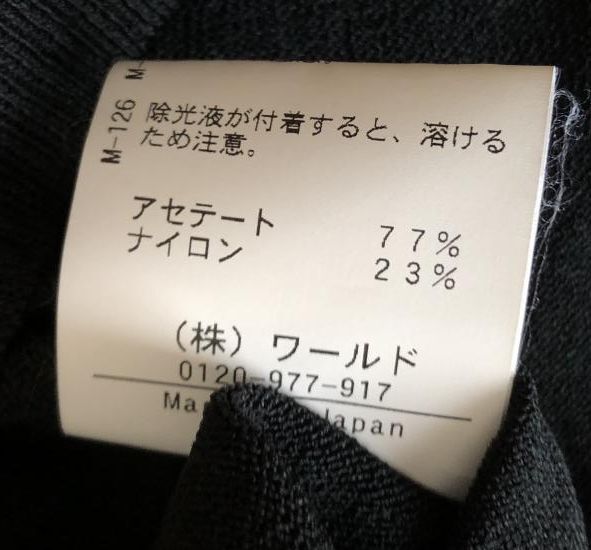 M-126
除光液が付着すると、溶ける
ため注意。
アセテート 77%
ナイロン 23%
(株) ワールド
0120-977-917
Japan